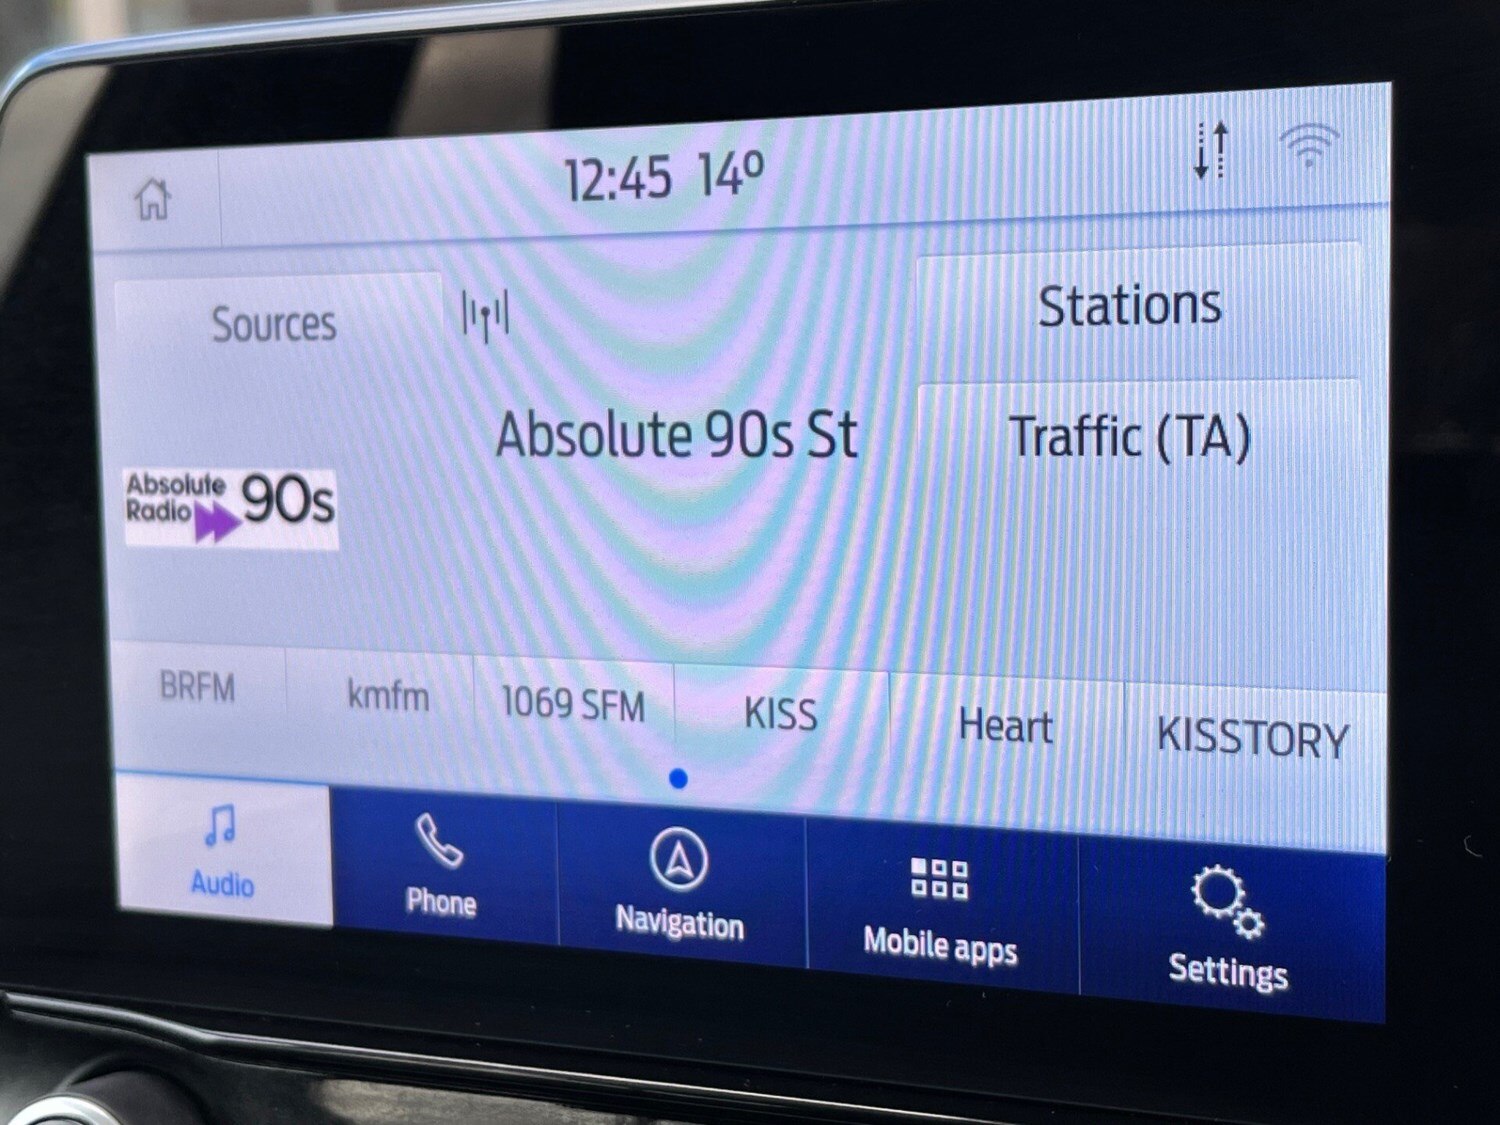 12:45 14º
Sources
Stations
Absolute 90s St
Traffic (TA)
Absolute
Radio 90s
BRFM kmfm 1069 SFM KISS Heart KISSTORY
Audio Phone Navigation Mobile apps Settings